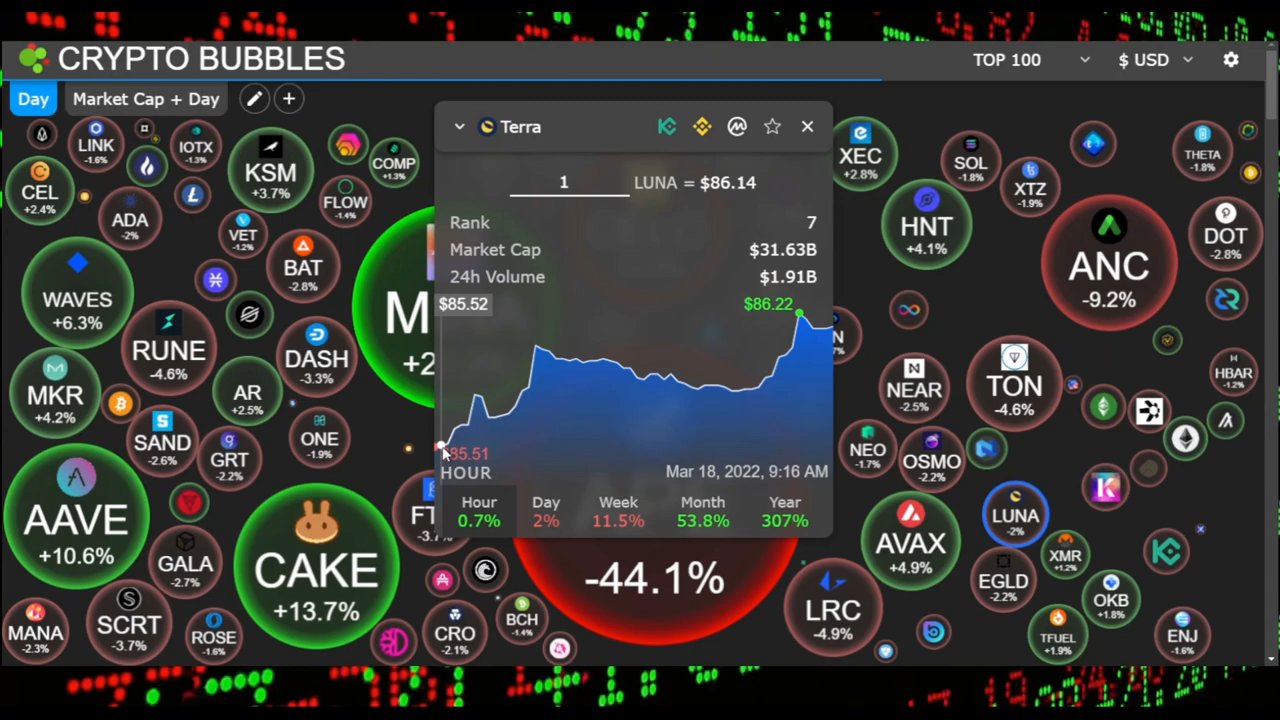 CRYPTO BUBBLES
TOP 100
$ USD
Day
Market Cap + Day
Terra
1
LUNA = $86.14
Rank
7
Market Cap
$31.63B
24h Volume
$1.91B
$85.52
$86.22
85.51
HOUR
Mar 18, 2022, 9:16 AM
Hour
Day
Week
Month
Year
0.7%
2%
11.5%
53.8%
307%
LINK
-1.6%
IOTX
-1.3%
KSM
+3.7%
COMP
+1.3%
CEL
+2.4%
ADA
-2%
FLOW
-1.4%
VET
-1.2%
BAT
-2.8%
WAVES
+6.3%
RUNE
-4.6%
DASH
-3.3%
MKR
+4.2%
AR
+2.5%
SAND
-2.6%
GRT
-2.2%
ONE
-1.9%
AAVE
+10.6%
GALA
-2.7%
CAKE
+13.7%
MANA
-2.3%
SCRT
-3.7%
ROSE
-1.6%
M
+2
FT
-3.7
CRO
-2.1%
BCH
-1.4%
-44.1%
XEC
+2.8%
SOL
-1.8%
XTZ
-1.9%
THETA
-1.8%
HNT
+4.1%
ANC
-9.2%
DOT
-2.8%
N
7%
NEAR
-2.5%
TON
-4.6%
H
HBAR
-1.2%
NEO
-1.7%
OSMO
-2.2%
AVAX
+4.9%
LUNA
-2%
XMR
+1.2%
EGLD
-2.2%
OKB
+1.8%
LRC
-4.9%
TFUEL
+1.9%
ENJ
-1.6%